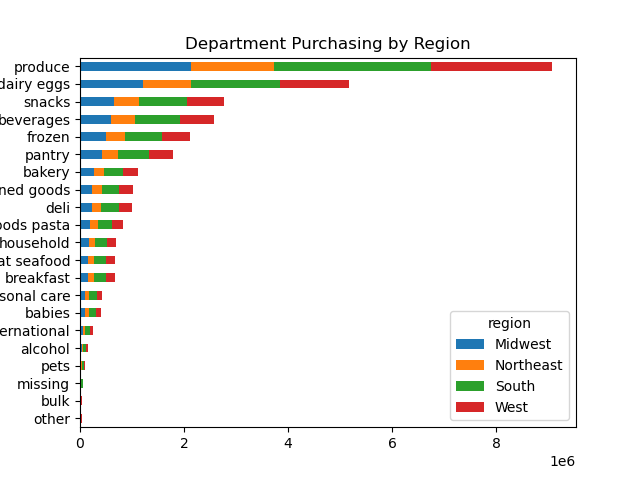 Department Purchasing by Region
produce
dairy eggs
snacks
beverages
frozen
pantry
bakery
ned goods
deli
oods pasta
household
at seafood
breakfast
sonal care
babies
ernational
alcohol
pets
missing
bulk
other
0 2 4 6 8
1e6
region
Midwest
Northeast
South
West